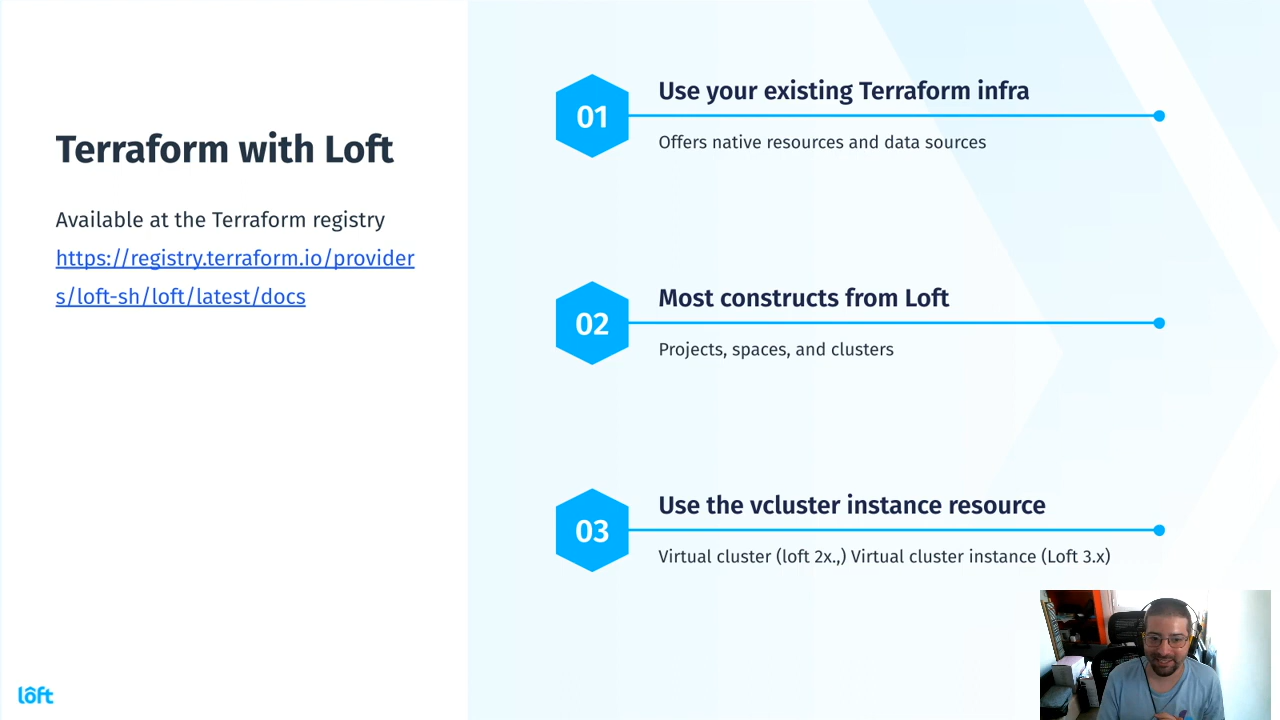 Terraform with Loft
Available at the Terraform registry
https://registry.terraform.io/provider
s/loft-sh/loft/latest/docs
01
Use your existing Terraform infra
Offers native resources and data sources
02
Most constructs from Loft
Projects, spaces, and clusters
03
Use the vcluster instance resource
Virtual cluster (loft 2x.,) Virtual cluster instance (Loft 3.x)
lôft